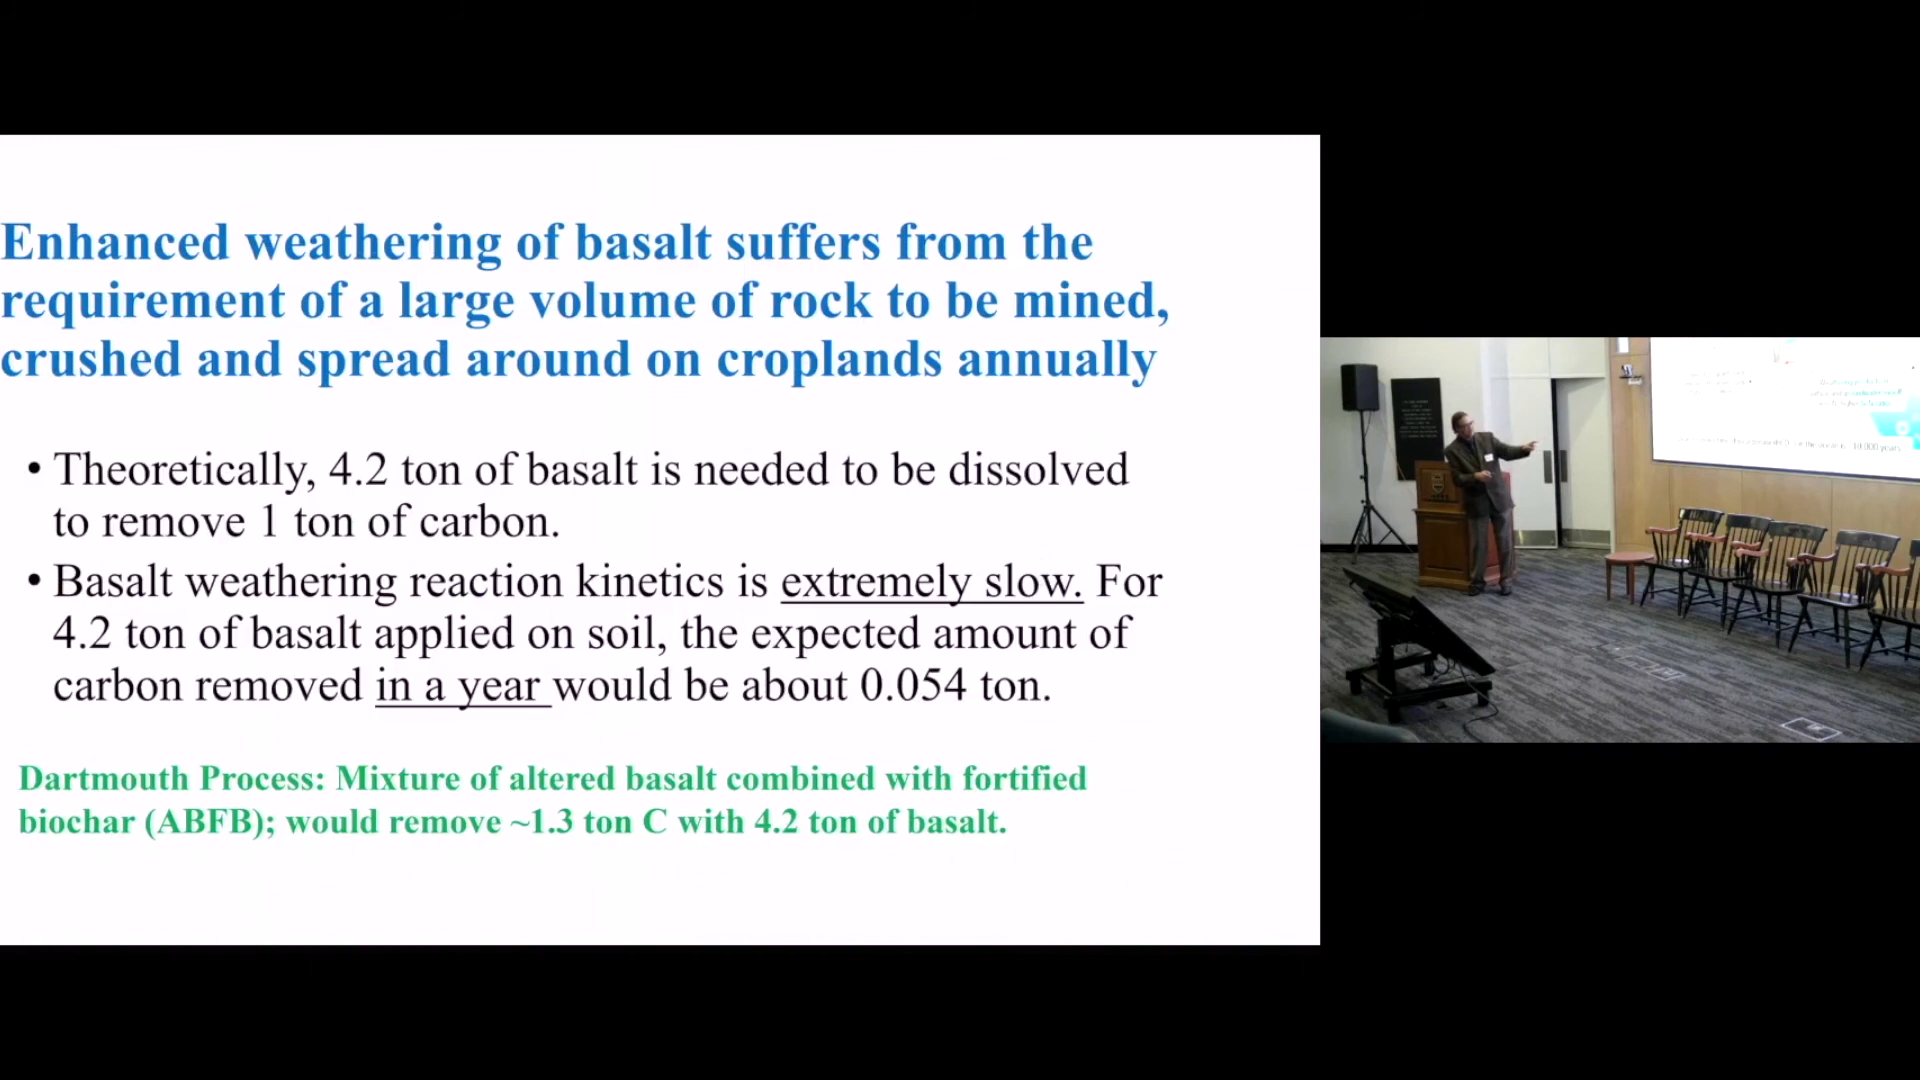 Enhanced weathering of basalt suffers from the
requirement of a large volume of rock to be mined,
crushed and spread around on croplands annually
• Theoretically, 4.2 ton of basalt is needed to be dissolved
to remove 1 ton of carbon.
• Basalt weathering reaction kinetics is extremely slow. For
4.2 ton of basalt applied on soil, the expected amount of
carbon removed in a year would be about 0.054 ton.
Dartmouth Process: Mixture of altered basalt combined with fortified
biochar (ABFB); would remove ~1.3 ton C with 4.2 ton of basalt.
10,000 years